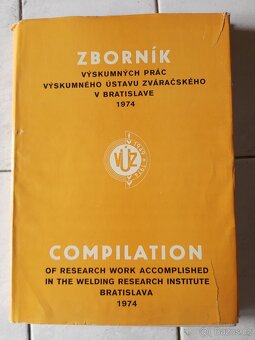 ZBORNÍK
VÝSKUMNÝCH PRÁC
VÝSKUMNÉHO ÚSTAVU ZVÁRAČSKÉHO
V BRATISLAVE
1974
VÚZ
COMPILATION
OF RESEARCH WORK ACCOMPLISHED
IN THE WELDING RESEARCH INSTITUTE
BRATISLAVA
1974